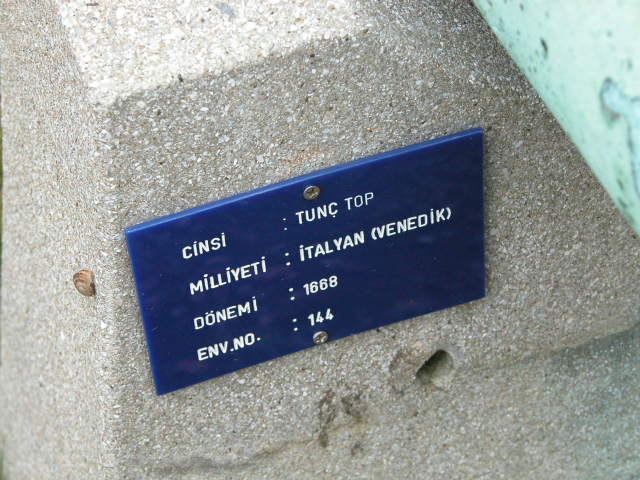 CİNSİ : TUNÇ TOP
MİLLİYETİ : İTALYAN (VENEDİK)
DÖNEMİ : 1668
ENV.NO. : 144